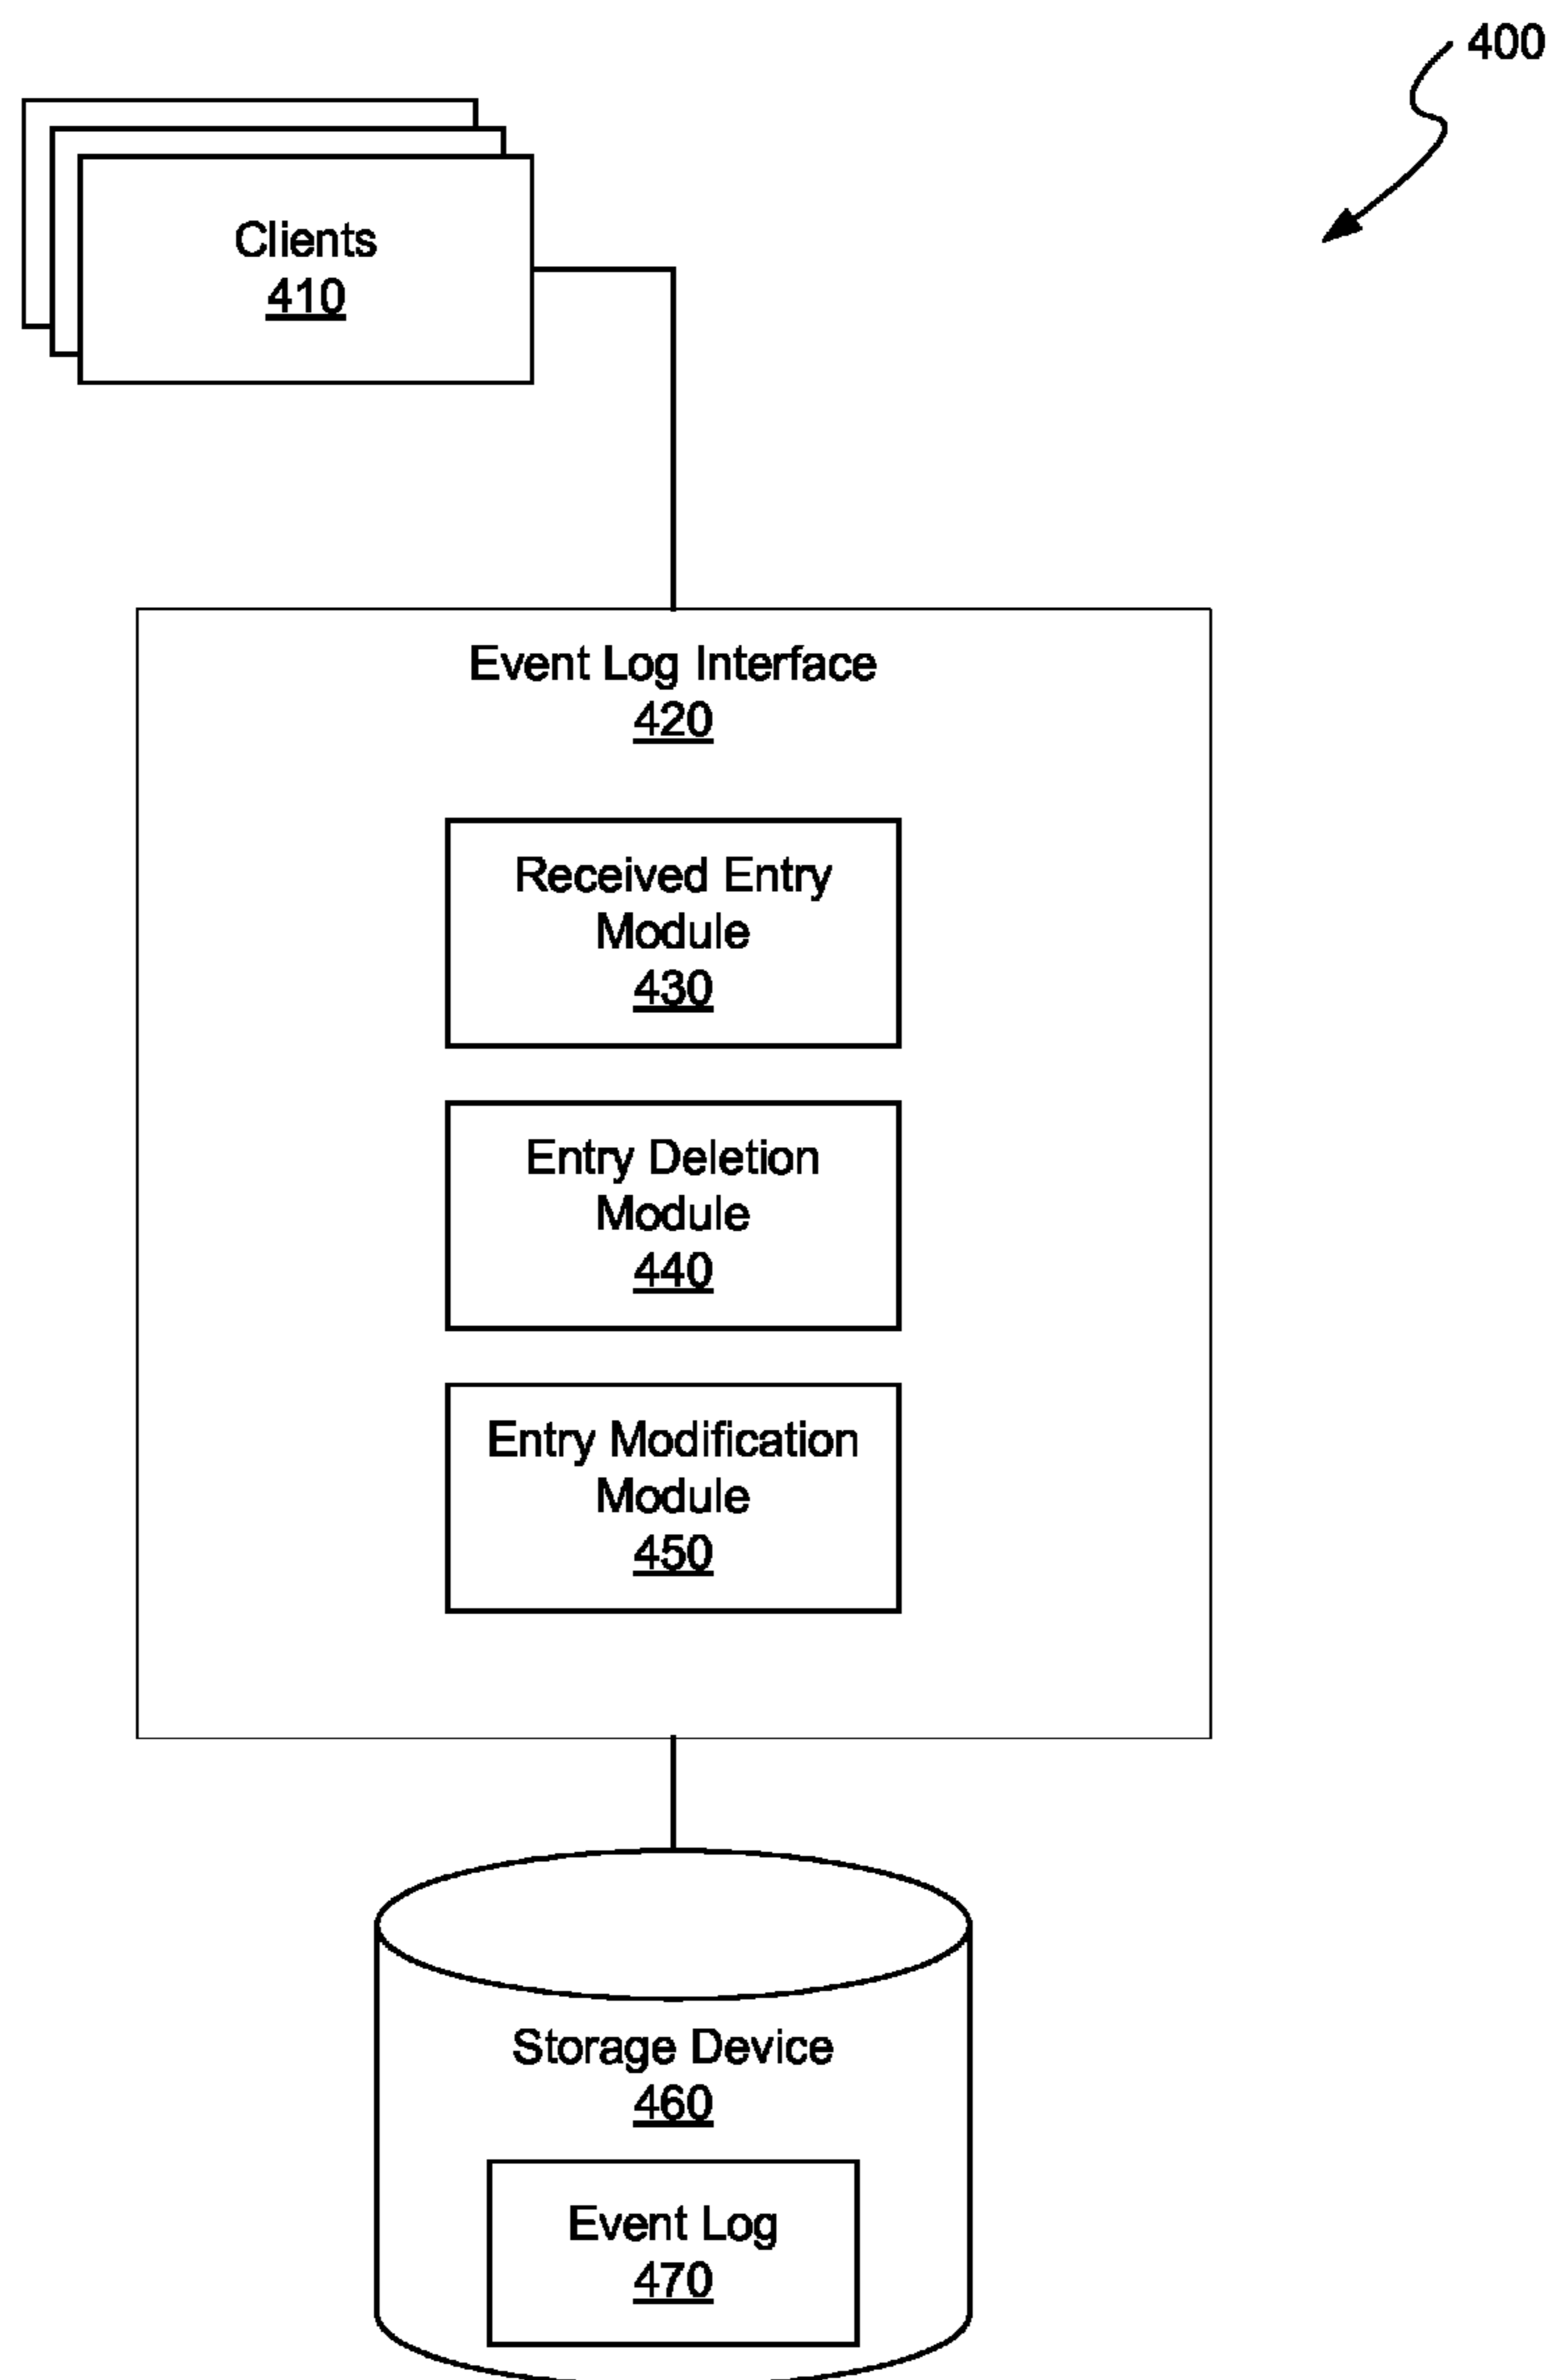 400
Clients
410
Event Log Interface
420
Received Entry
Module
430
Entry Deletion
Module
440
Entry Modification
Module
450
Storage Device
460
Event Log
470